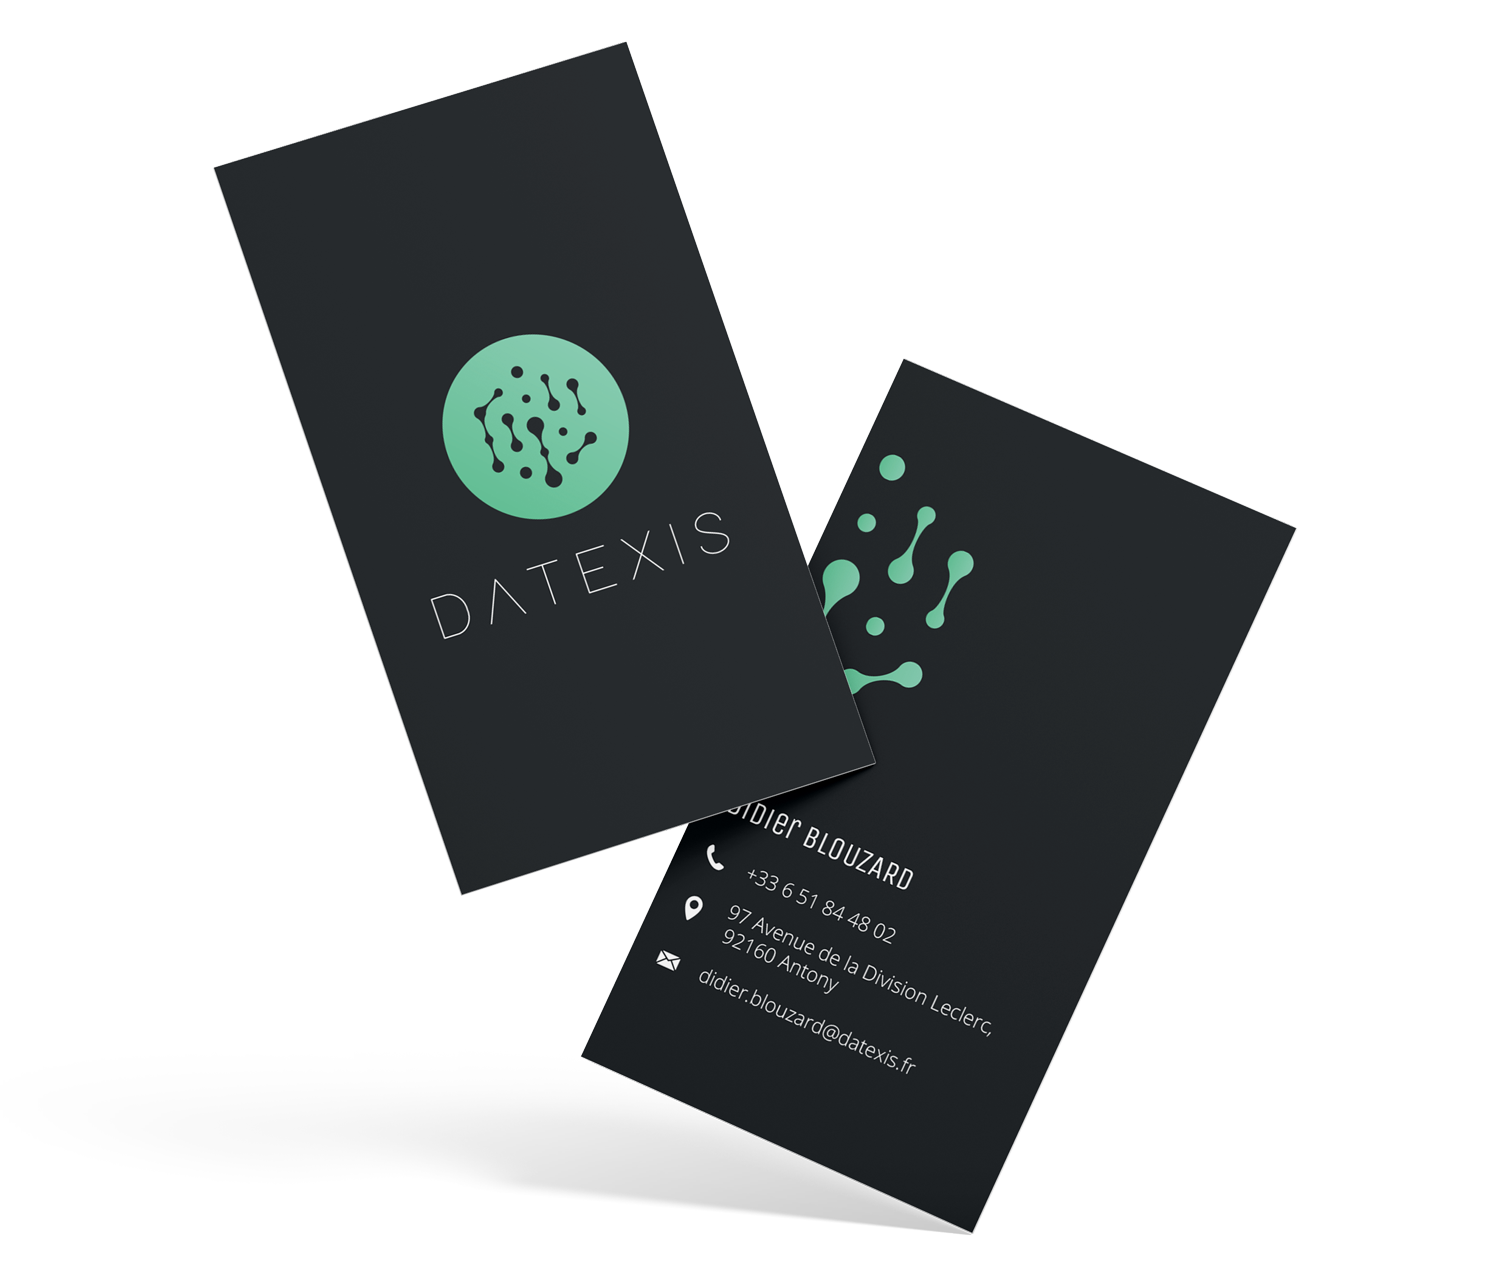 DATEXIS
Didier BLOUZARD
+33 6 51 84 48 02
97 Avenue de la Division Leclerc,
92160 Antony
didier.blouzard@datexis.fr